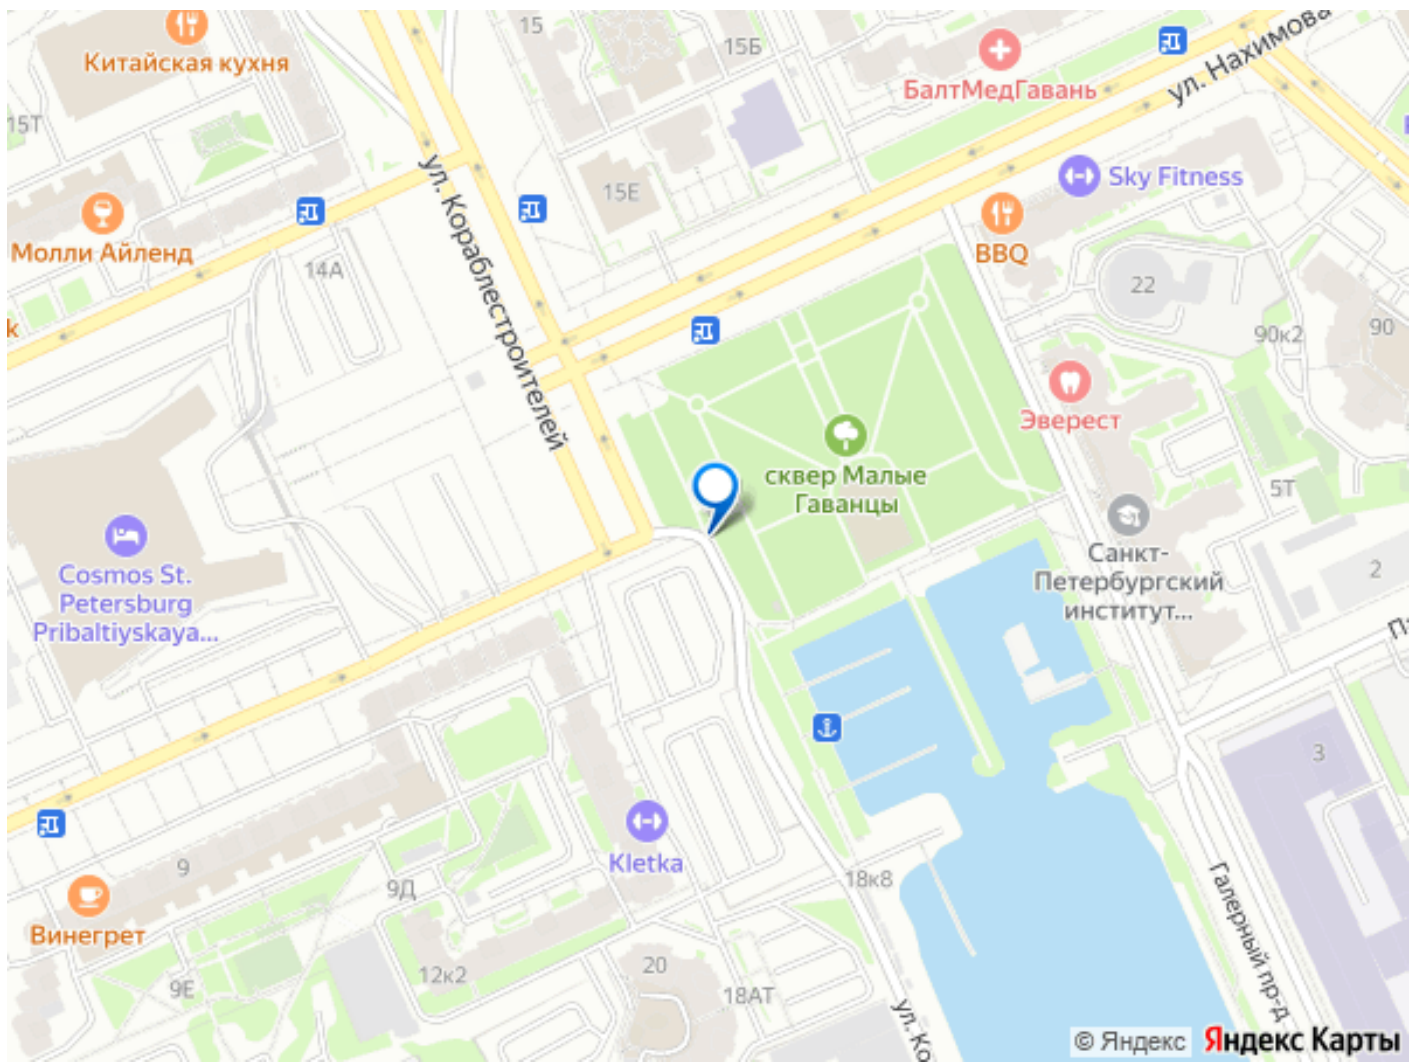 Китайская кухня
15
15Б
БалтМедГавань
ул. Нахимова
15Т
ул. Кораблестроителей
15Е
Sky Fitness
Молли Айленд
14А
BBQ
22
90к2
90
k
Эверест
сквер Малые
Гаванцы
5Т
Cosmos St.
Petersburg
Pribaltiyskaya...
Санкт-
Петербургский
институт...
2
3
9
9Д
Kletka
18к8
Винегрет
9Е
12к2
20
18АТ
ул. Ко
Галерный пр-д
© Яндекс Яндекс Карты